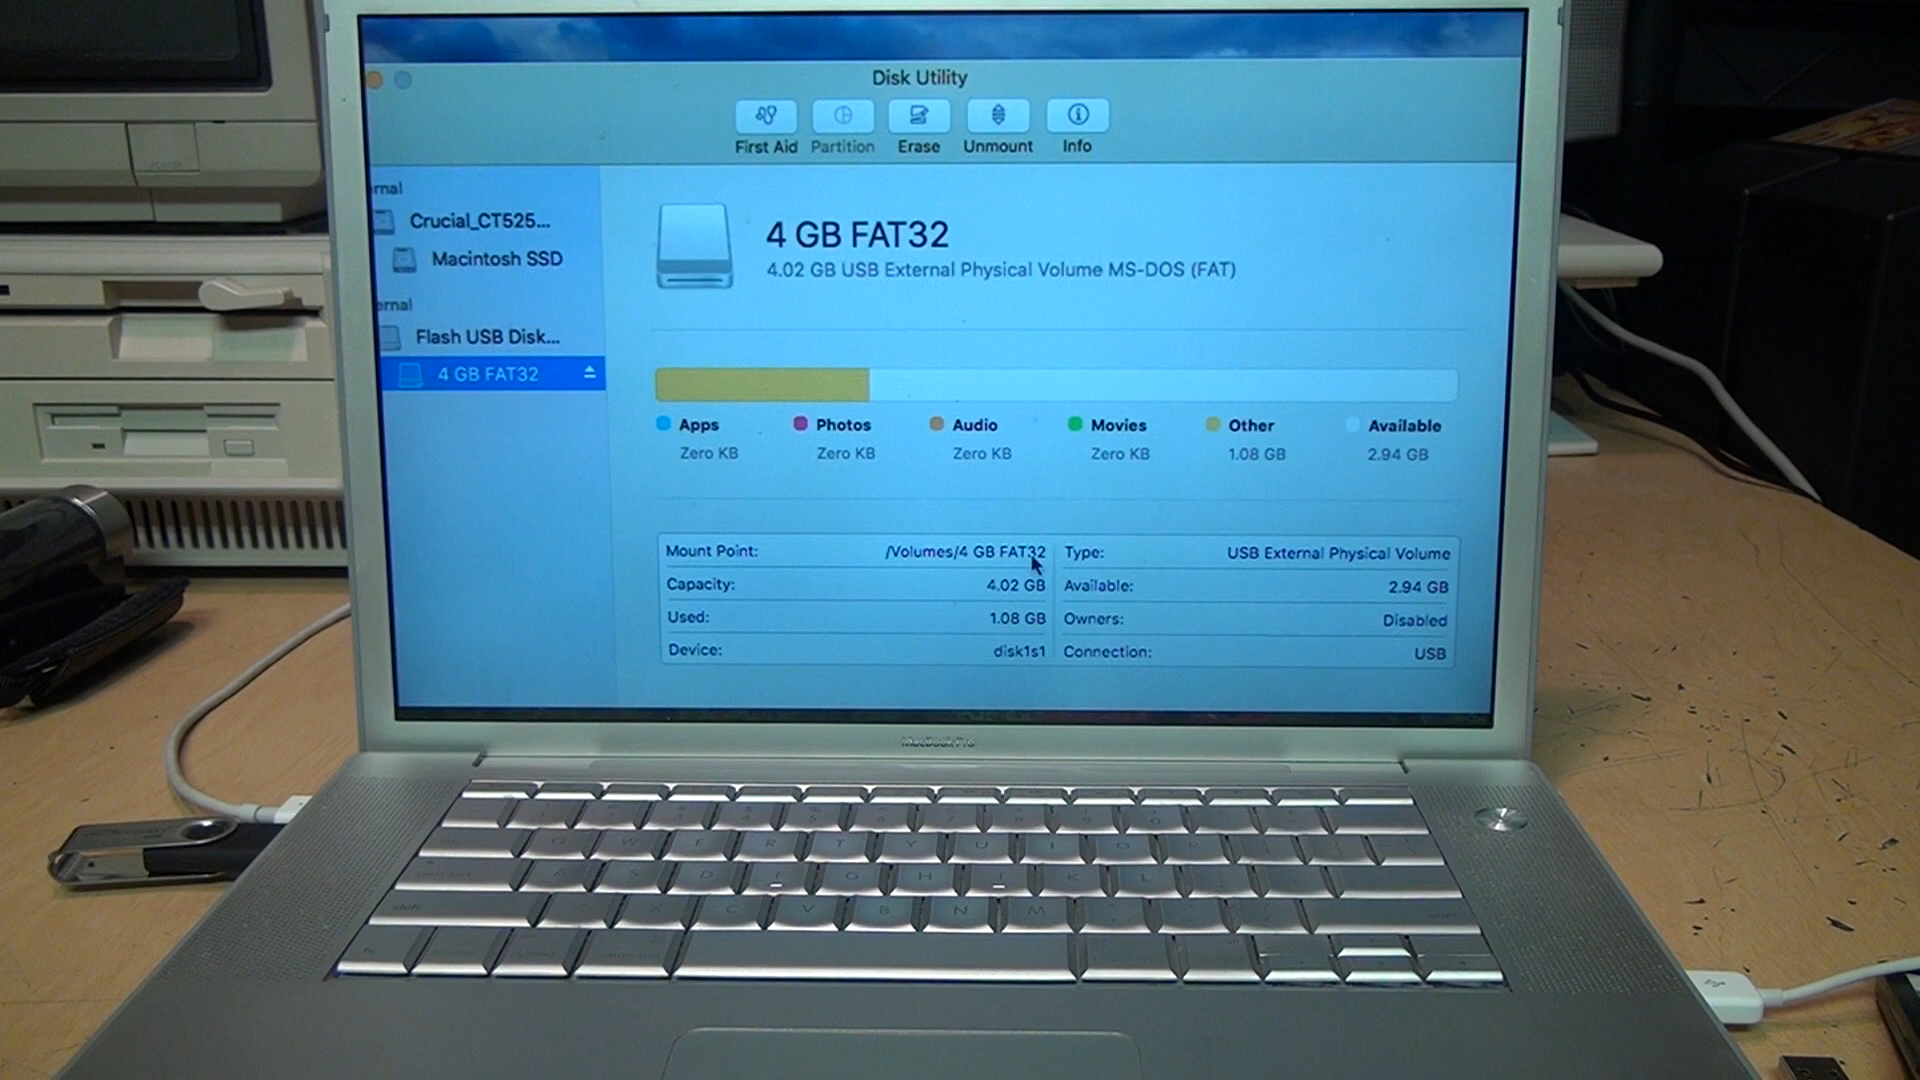 Disk Utility
First Aid Partition Erase Unmount Info
rnal
Crucial_CT525...
Macintosh SSD
ernal
Flash USB Disk...
4 GB FAT32
4 GB FAT32
4.02 GB USB External Physical Volume MS-DOS (FAT)
Apps Photos Audio Movies Other Available
Zero KB Zero KB Zero KB Zero KB 1.08 GB 2.94 GB
Mount Point: /Volumes/4 GB FAT32 Type: USB External Physical Volume
Capacity: 4.02 GB Available: 2.94 GB
Used: 1.08 GB Owners: Disabled
Device: disk1s1 Connection: USB
MacBook Pro
W E R T Y U I O P
S D F G H J K L
shift C V B N M